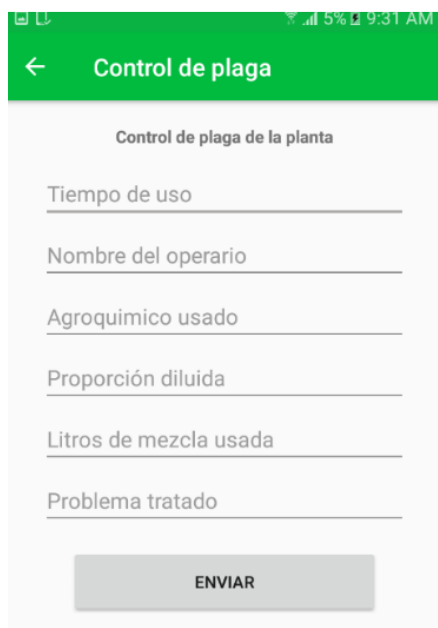 5% 9:31 AM
Control de plaga
Control de plaga de la planta
Tiempo de uso
Nombre del operario
Agroquimico usado
Proporción diluida
Litros de mezcla usada
Problema tratado
ENVIAR